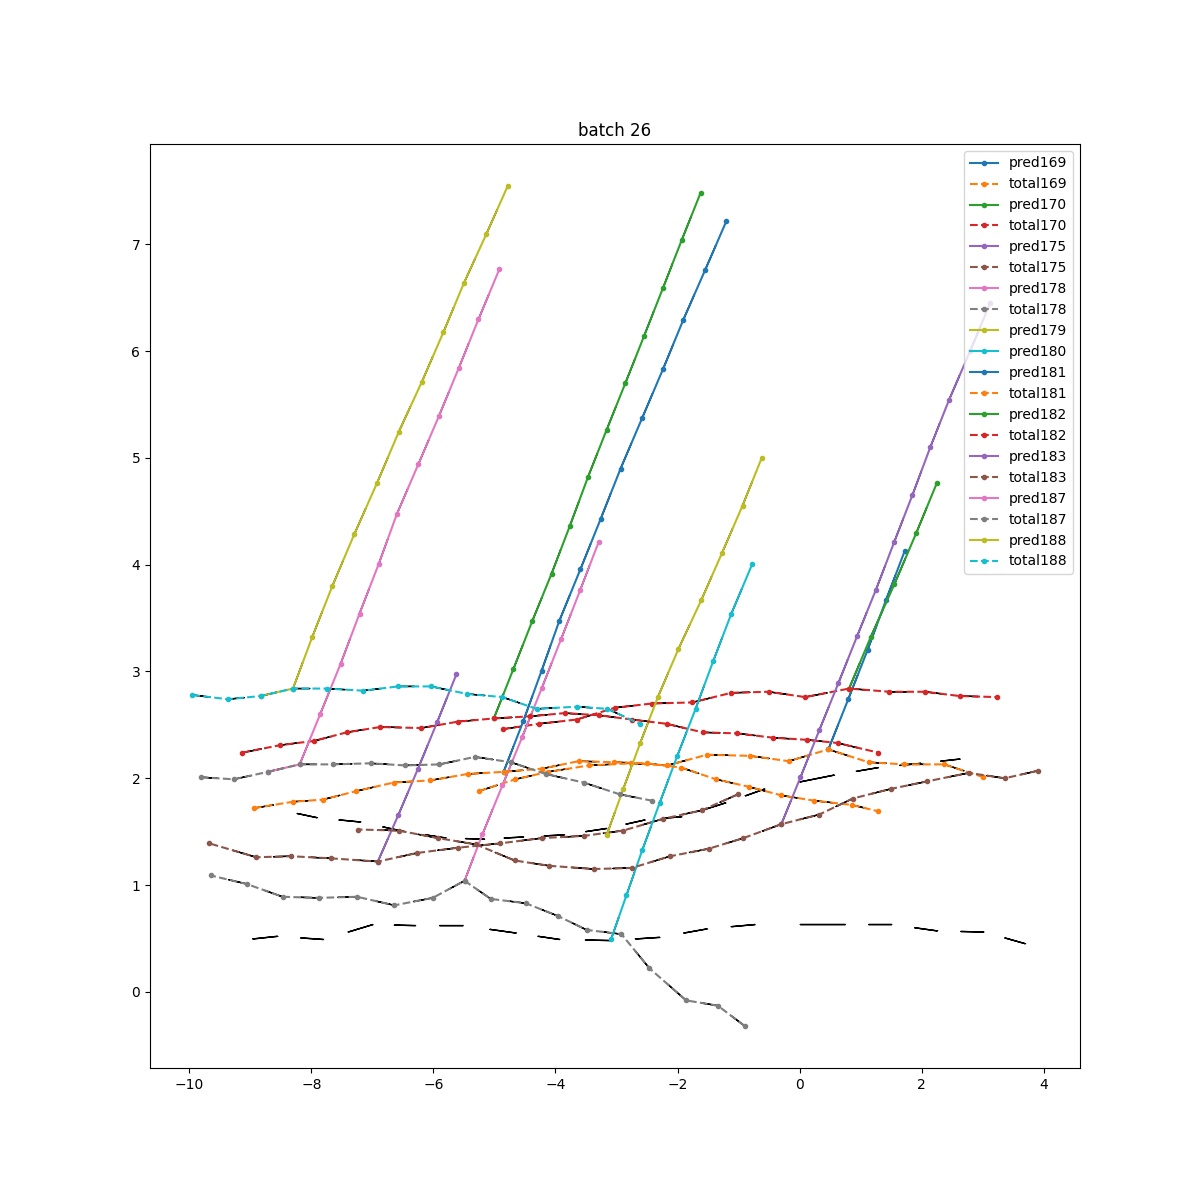 batch 26
pred169
total169
pred170
total170
pred175
total175
pred178
total178
pred179
pred180
pred181
total181
pred182
total182
pred183
total183
pred187
total187
pred188
total188
7
6
5
4
3
2
1
0
−10
−8
−6
−4
−2
0
2
4